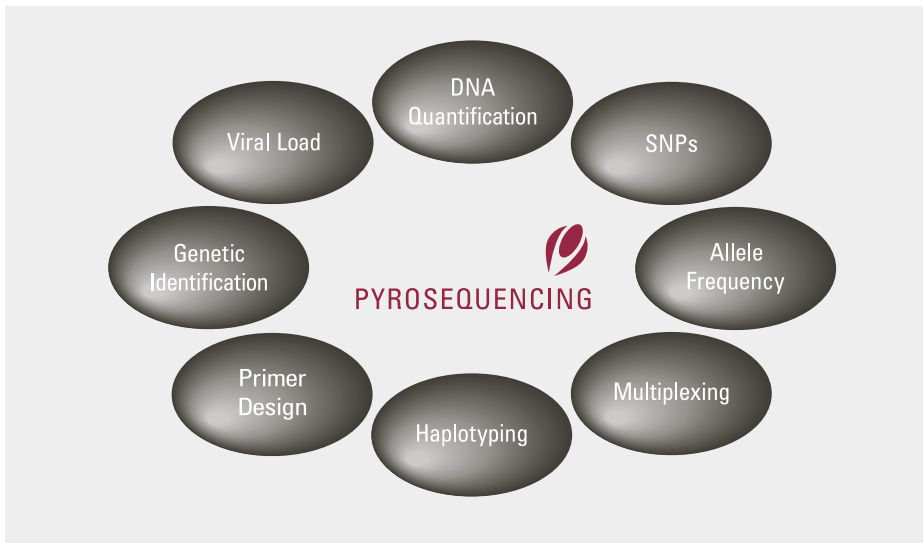 DNA
Quantification
Viral Load
SNPs
Genetic
Identification
Allele
Frequency
PYROSEQUENCING
Primer
Design
Multiplexing
Haplotyping